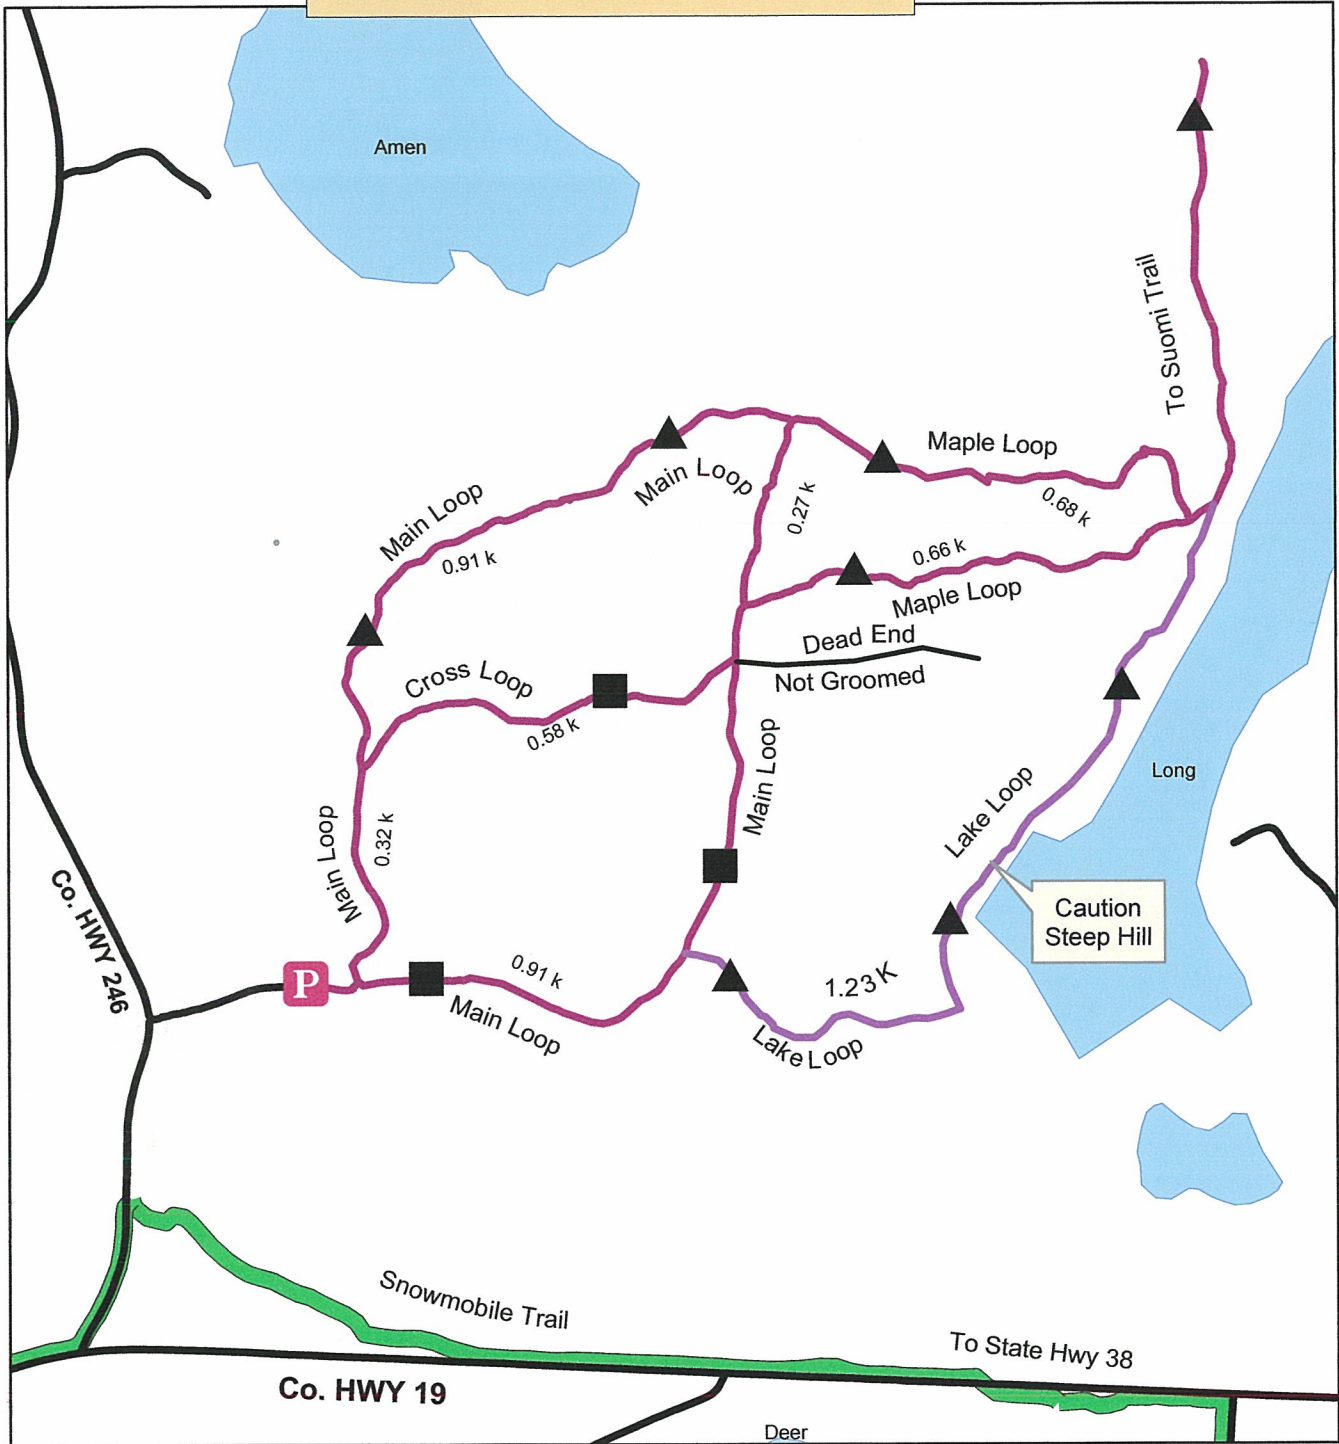 Amen
To Suomi Trail
Maple Loop
Main Loop
0.68 k
Main Loop
0.27 k
0.91 k
0.66 k
Maple Loop
Dead End
Not Groomed
Cross Loop
0.58 k
Main Loop
Long
Lake Loop
Main Loop
0.32 k
Caution
Steep Hill
Co. HWY 246
P
0.91 k
1.23K
Main Loop
Lake Loop
Snowmobile Trail
To State Hwy 38
Co. HWY 19
Deer